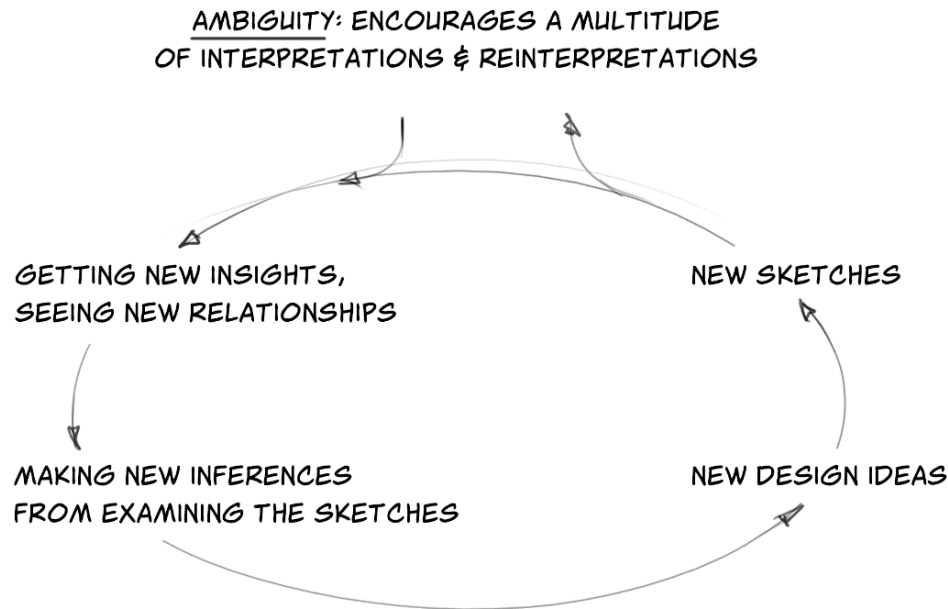 AMBIGUITY: ENCOURAGES A MULTITUDE
OF INTERPRETATIONS & REINTERPRETATIONS
GETTING NEW INSIGHTS,
SEEING NEW RELATIONSHIPS
NEW SKETCHES
MAKING NEW INFERENCES
FROM EXAMINING THE SKETCHES
NEW DESIGN IDEAS